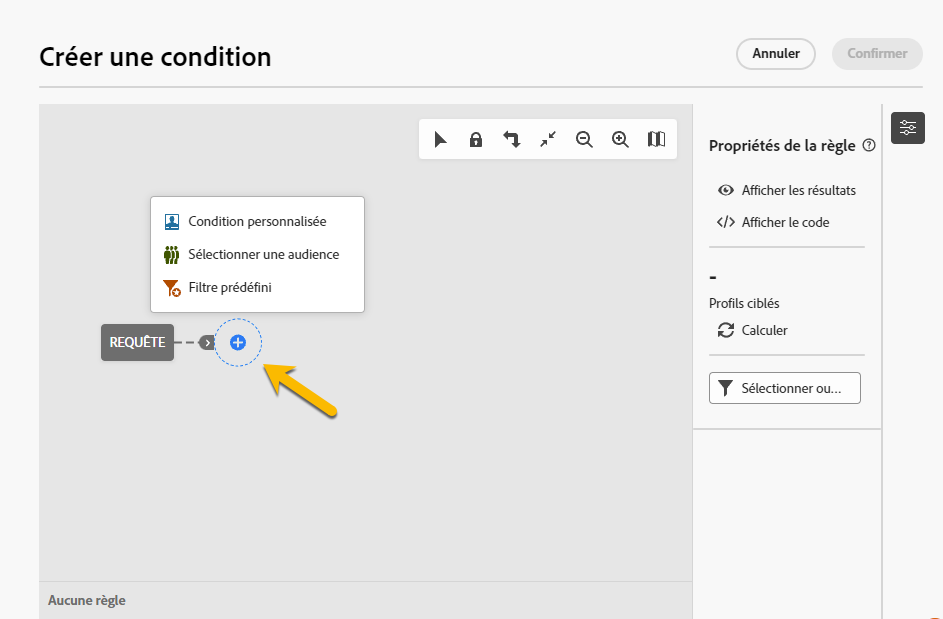 Créer une condition
Annuler
Confirmer
Propriétés de la règle
Afficher les résultats
</> Afficher le code
-
Profils ciblés
Calculer
Sélectionner ou...
Condition personnalisée
Sélectionner une audience
Filtre prédéfini
REQUÊTE
Aucune règle